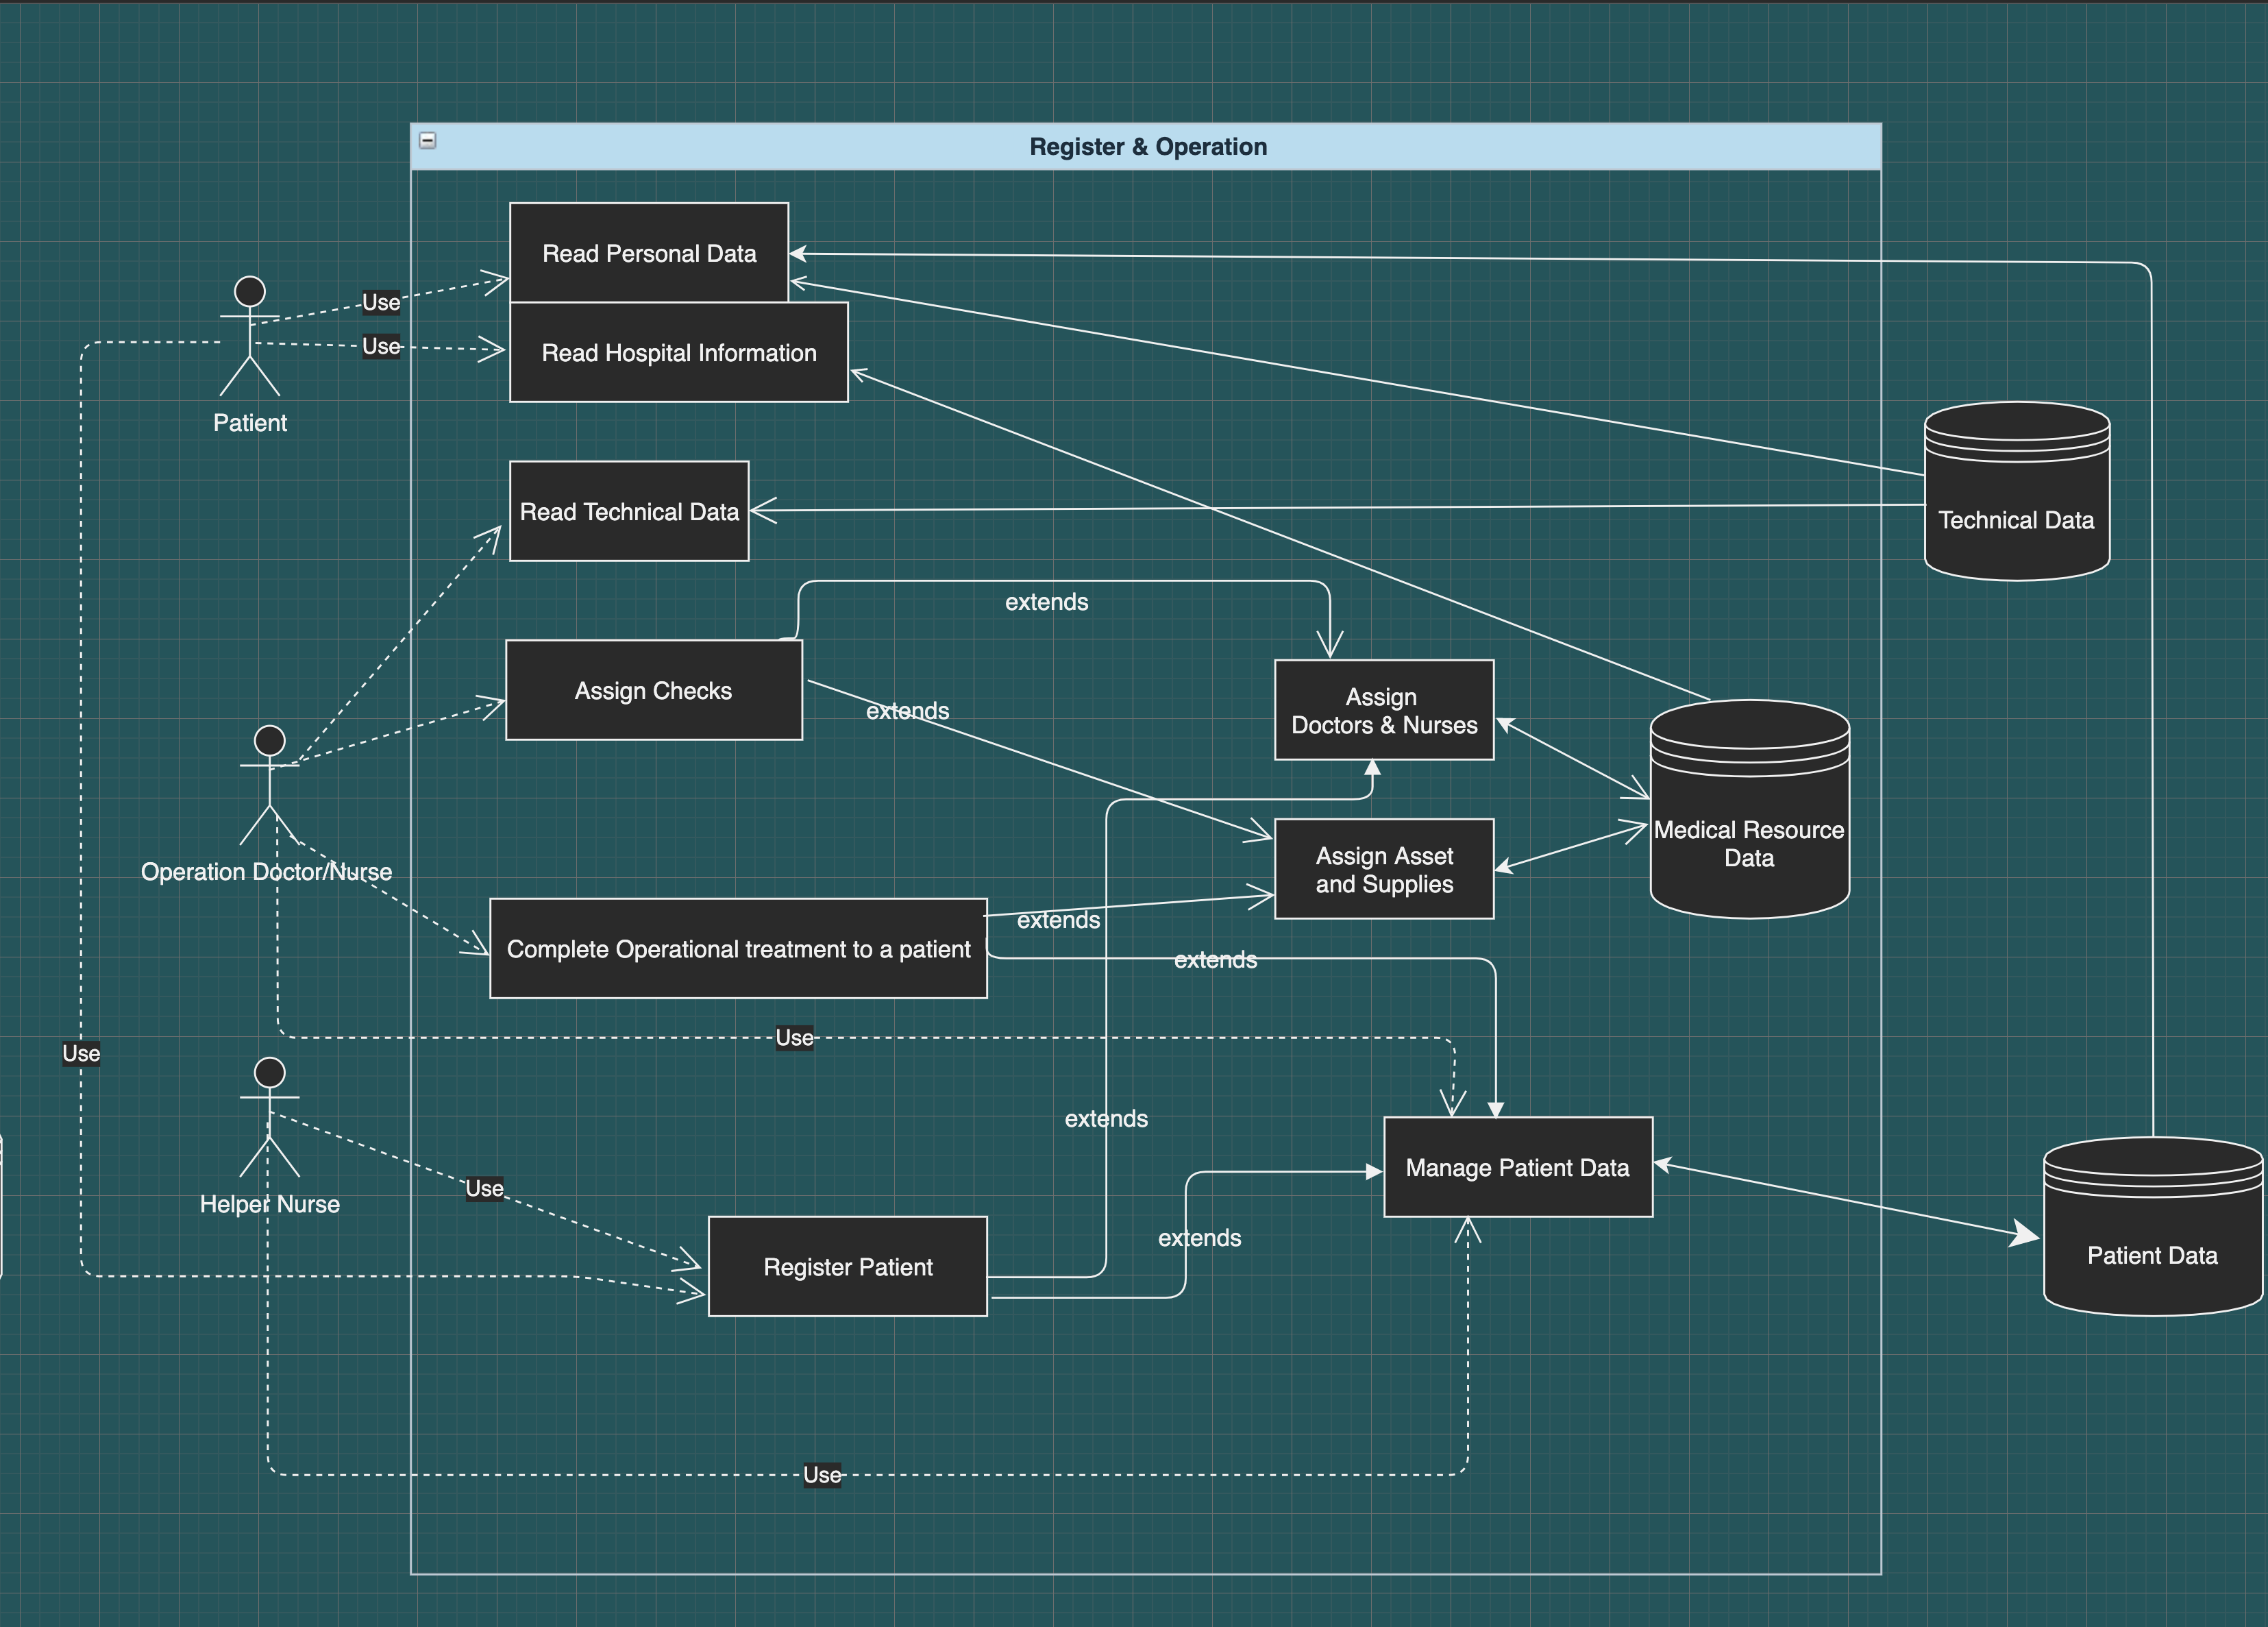 Register & Operation
Read Personal Data
Use
Read Hospital Information
Use
Patient
Read Technical Data
Technical Data
extends
Assign Checks
extends
Assign
Doctors & Nurses
Medical Resource
Data
Operation Doctor/Nurse
Assign Asset
and Supplies
extends
Complete Operational treatment to a patient
extends
Use
Use
extends
Manage Patient Data
Use
Helper Nurse
extends
Patient Data
Register Patient
Use